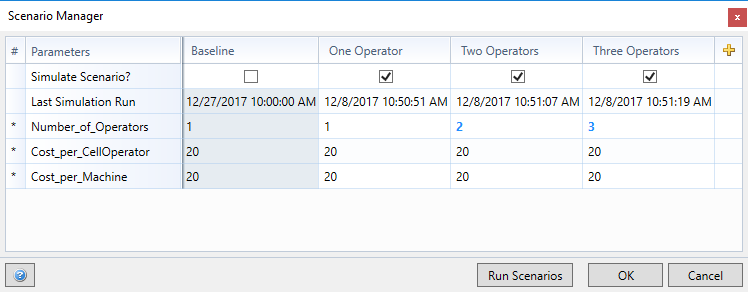 Scenario Manager
# Parameters Baseline One Operator Two Operators Three Operators
Simulate Scenario?
Last Simulation Run 12/27/2017 10:00:00 AM 12/8/2017 10:50:51 AM 12/8/2017 10:51:07 AM 12/8/2017 10:51:19 AM
* Number_of_Operators 1 1 2 3
* Cost_per_CellOperator 20 20 20 20
* Cost_per_Machine 20 20 20 20
? Run Scenarios OK Cancel